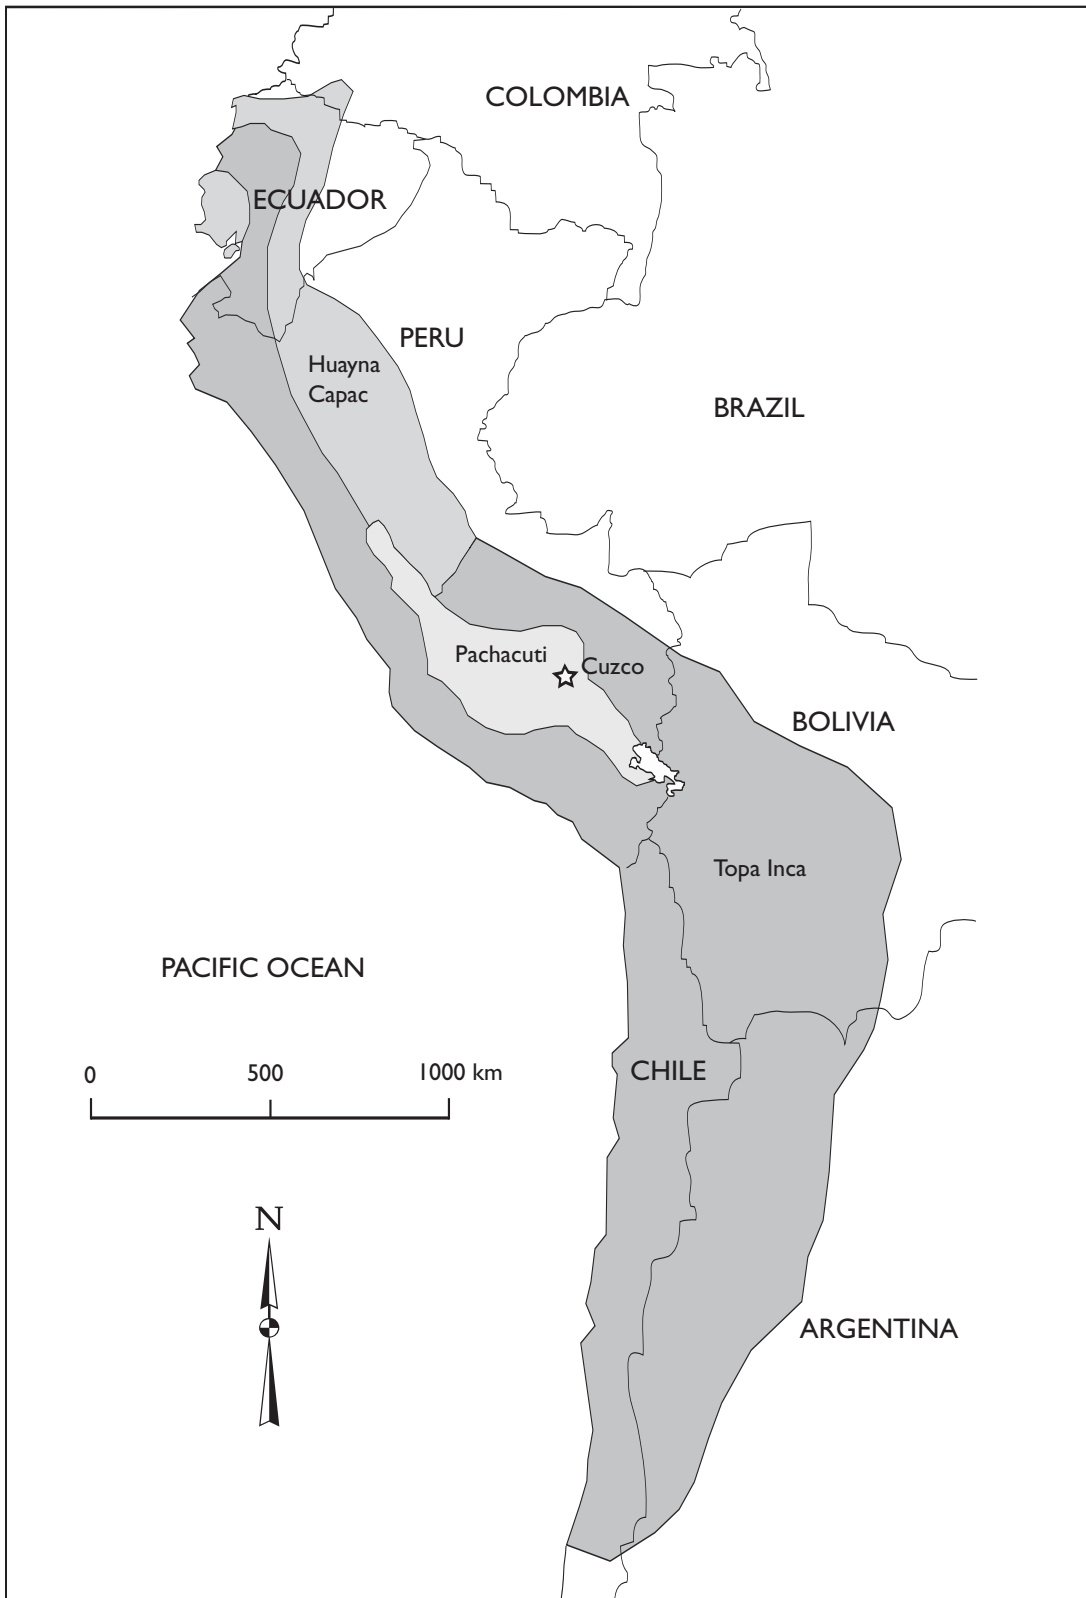 COLOMBIA
ECUADOR
PERU
Huayna
Capac
BRAZIL
Pachacuti
Cuzco
BOLIVIA
Topa Inca
PACIFIC OCEAN
0 500 1000 km
CHILE
N
ARGENTINA